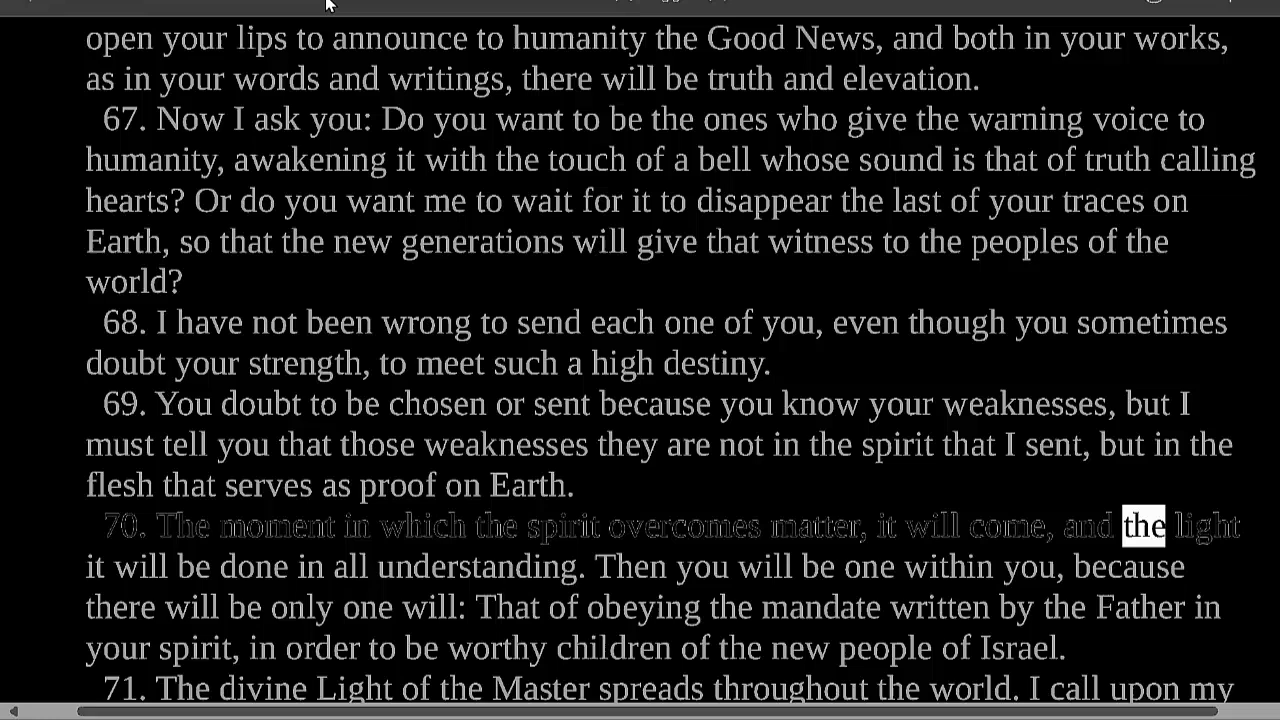 open your lips to announce to humanity the Good News, and both in your works,
as in your words and writings, there will be truth and elevation.
67. Now I ask you: Do you want to be the ones who give the warning voice to
humanity, awakening it with the touch of a bell whose sound is that of truth calling
hearts? Or do you want me to wait for it to disappear the last of your traces on
Earth, so that the new generations will give that witness to the peoples of the
world?
68. I have not been wrong to send each one of you, even though you sometimes
doubt your strength, to meet such a high destiny.
69. You doubt to be chosen or sent because you know your weaknesses, but I
must tell you that those weaknesses they are not in the spirit that I sent, but in the
flesh that serves as proof on Earth.
70. The moment in which the spirit overcomes matter, it will come, and the light
it will be done in all understanding. Then you will be one within you, because
there will be only one will: That of obeying the mandate written by the Father in
your spirit, in order to be worthy children of the new people of Israel.
71. The divine Light of the Master spreads throughout the world. I call upon my